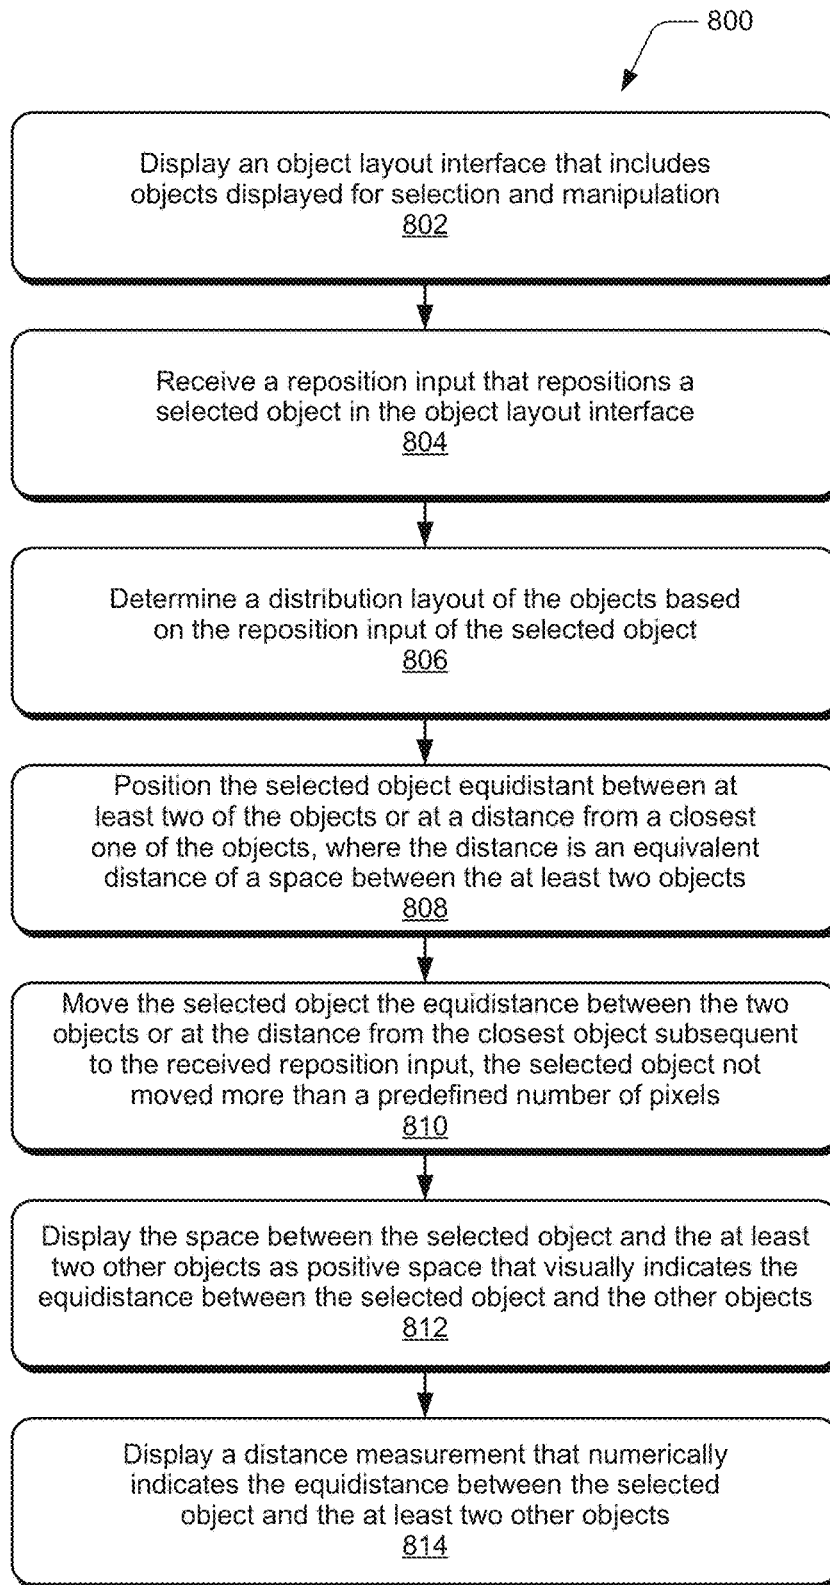 800
Display an object layout interface that includes
objects displayed for selection and manipulation
802
Receive a reposition input that repositions a
selected object in the object layout interface
804
Determine a distribution layout of the objects based
on the reposition input of the selected object
806
Position the selected object equidistant between at
least two of the objects or at a distance from a closest
one of the objects, where the distance is an equivalent
distance of a space between the at least two objects
808
Move the selected object the equidistance between the two
objects or at the distance from the closest object subsequent
to the received reposition input, the selected object not
moved more than a predefined number of pixels
810
Display the space between the selected object and the at least
two other objects as positive space that visually indicates the
equidistance between the selected object and the other objects
812
Display a distance measurement that numerically
indicates the equidistance between the selected
object and the at least two other objects
814